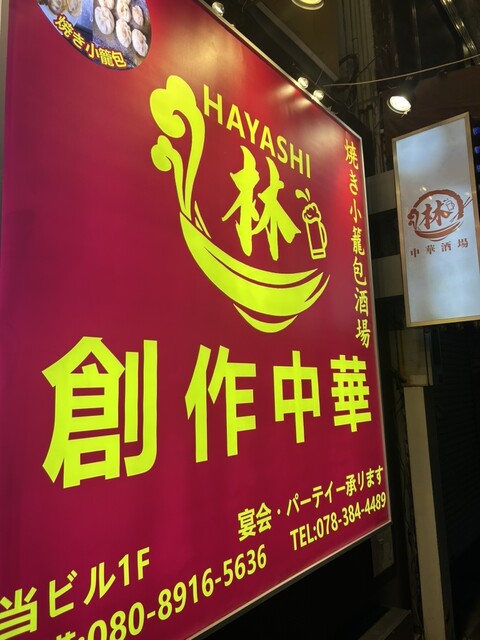 焼き小籠包
HAYASHI
林
焼き小籠包酒場
創作中華
宴会・パーティー承ります
当ビル1F
TEL:078-384-4489
:080-8916-5636
林
中華酒場